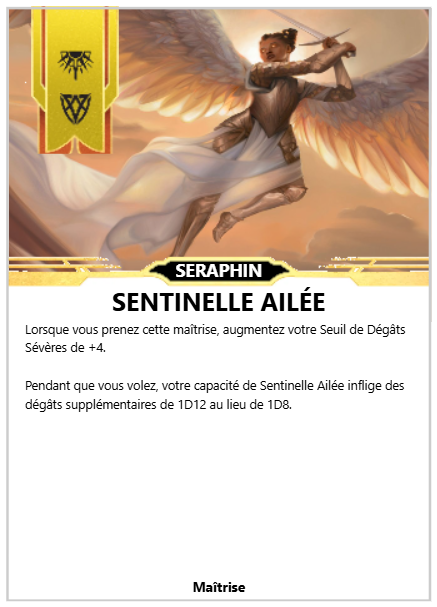 SERAPHIN
SENTINELLE AILÉE
Lorsque vous prenez cette maîtrise, augmentez votre Seuil de Dégâts
Sévères de +4.
Pendant que vous volez, votre capacité de Sentinelle Ailée inflige des
dégâts supplémentaires de 1D12 au lieu de 1D8.
Maîtrise